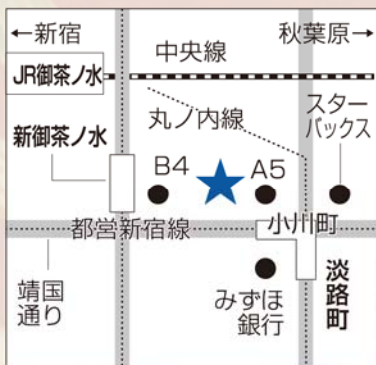 ←新宿
秋葉原→
中央線
JR御茶ノ水
スター
バックス
丸ノ内線
新御茶ノ水
B4
A5
都営新宿線
小川町
靖国
通り
みずほ
銀行
淡路町